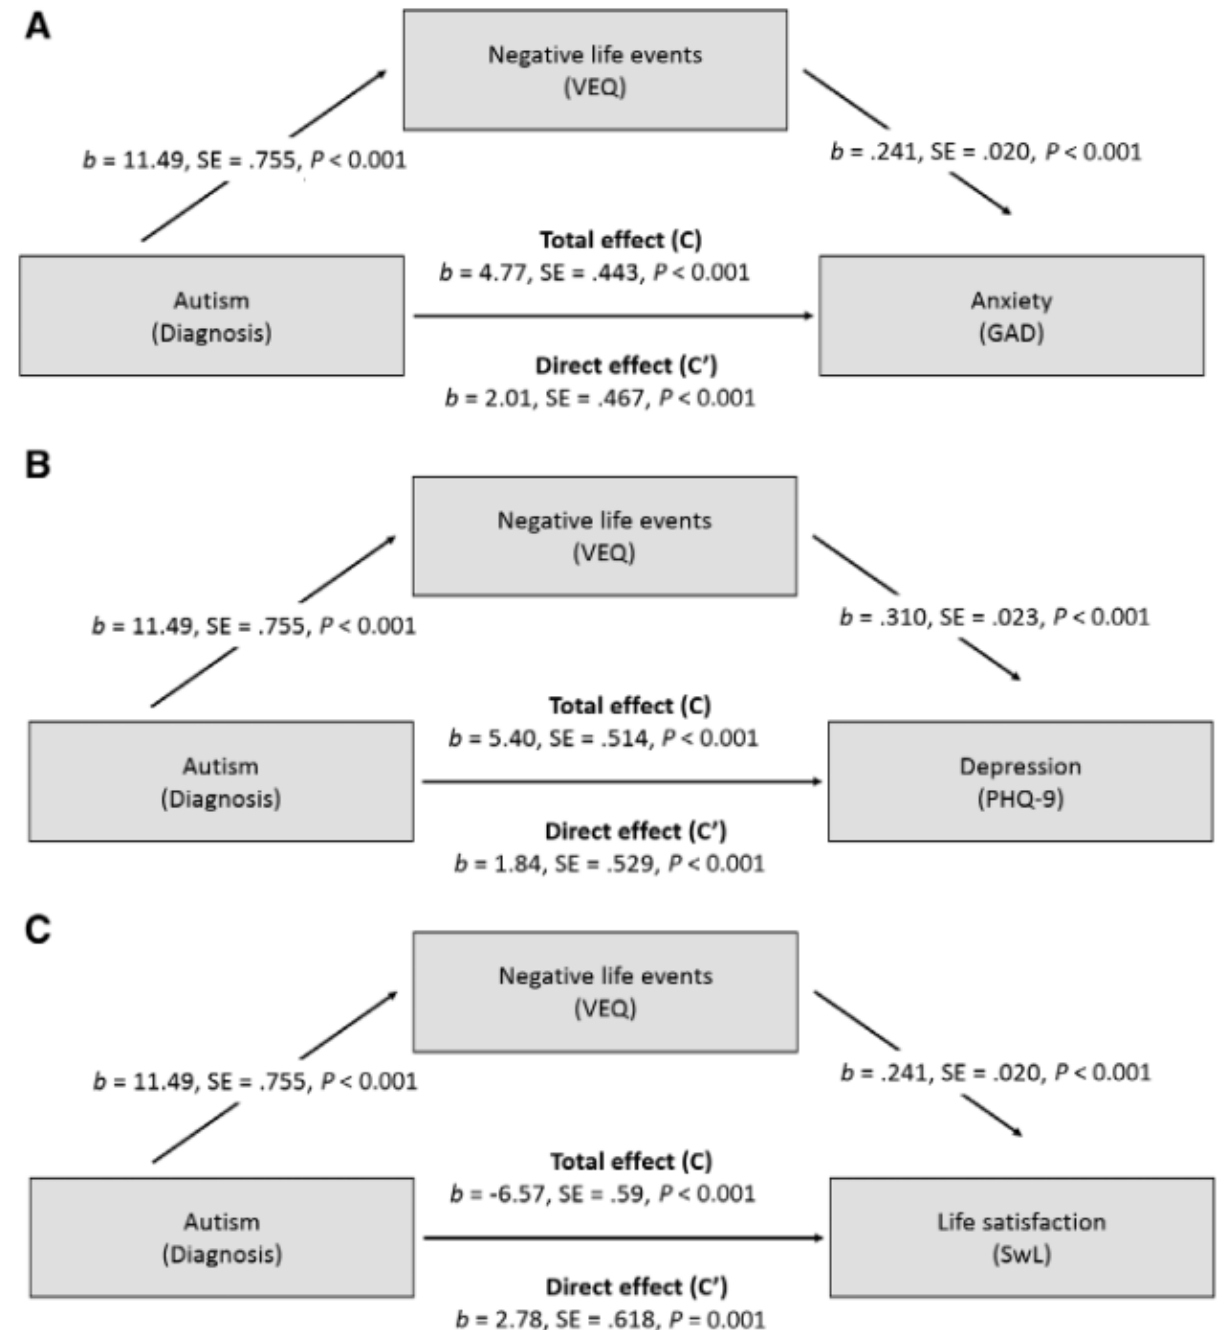 A
Negative life events
(VEQ)
b = 11.49, SE = .755, P < 0.001
b = .241, SE = .020, P < 0.001
Total effect (C)
b = 4.77, SE = .443, P < 0.001
Autism
(Diagnosis)
Anxiety
(GAD)
Direct effect (C')
b = 2.01, SE = .467, P < 0.001
B
Negative life events
(VEQ)
b = 11.49, SE = .755, P < 0.001
b = .310, SE = .023, P < 0.001
Total effect (C)
b = 5.40, SE = .514, P < 0.001
Autism
(Diagnosis)
Depression
(PHQ-9)
Direct effect (C')
b = 1.84, SE = .529, P < 0.001
C
Negative life events
(VEQ)
b = 11.49, SE = .755, P < 0.001
b = .241, SE = .020, P < 0.001
Total effect (C)
b = -6.57, SE = .59, P < 0.001
Autism
(Diagnosis)
Life satisfaction
(SwL)
Direct effect (C')
b = 2.78, SE = .618, P = 0.001